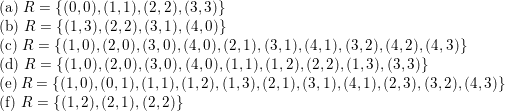 (a) R = {(0, 0), (1, 1), (2, 2), (3, 3)}
(b) R = {(1, 3), (2, 2), (3, 1), (4, 0)}
(c) R = {(1, 0), (2, 0), (3, 0), (4, 0), (2, 1), (3, 1), (4, 1), (3, 2), (4, 2), (4, 3)}
(d) R = {(1, 0), (2, 0), (3, 0), (4, 0), (1, 1), (1, 2), (2, 2), (1, 3), (3, 3)}
(e) R = {(1, 0), (0, 1), (1, 1), (1, 2), (1, 3), (2, 1), (3, 1), (4, 1), (2, 3), (3, 2), (4, 3)}
(f) R = {(1, 2), (2, 1), (2, 2)}